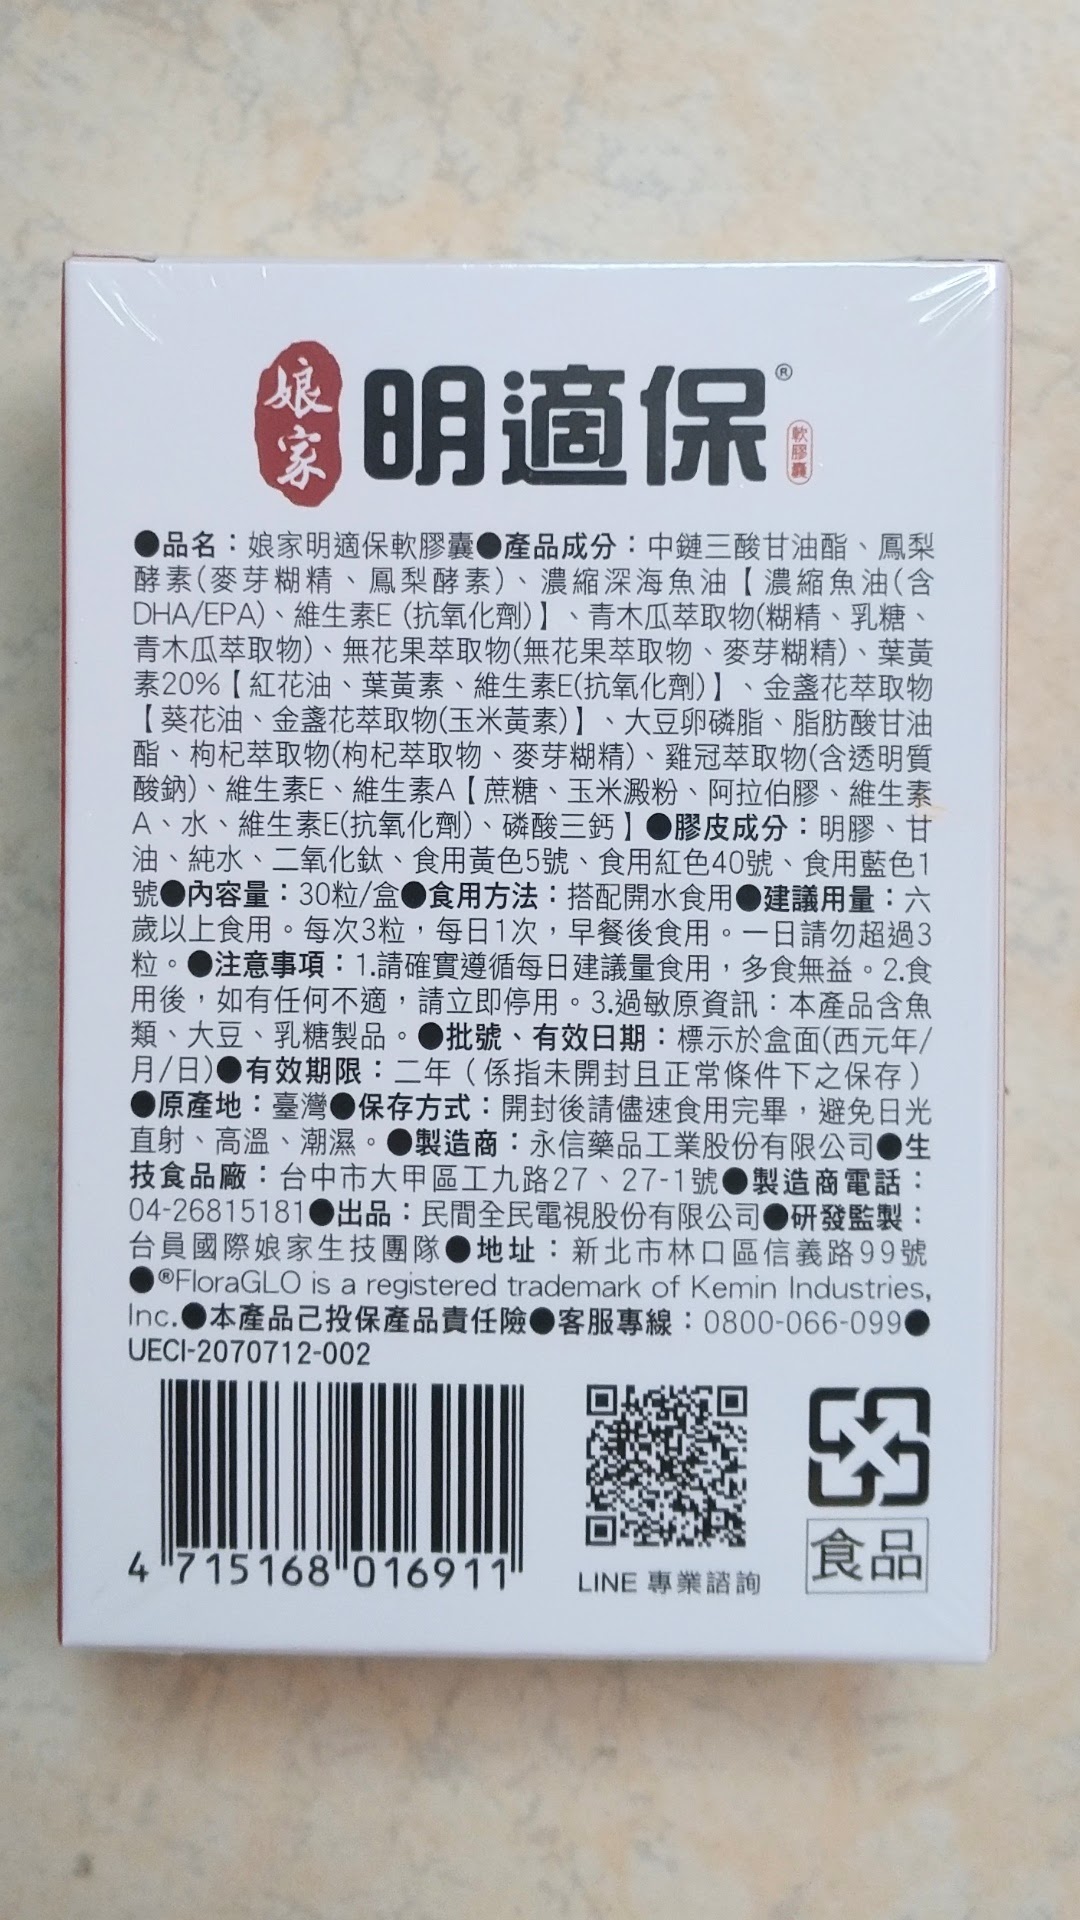 娘家
明適保®
軟膠囊
●品名：娘家明適保軟膠囊●產品成分：中鏈三酸甘油酯、鳳梨
酵素(麥芽糊精、鳳梨酵素)、濃縮深海魚油【濃縮魚油(含
DHA/EPA)、維生素E (抗氧化劑)】、青木瓜萃取物(糊精、乳糖、
青木瓜萃取物)、無花果萃取物(無花果萃取物、麥芽糊精)、葉黃
素20%【紅花油、葉黃素、維生素E(抗氧化劑)】、金盞花萃取物
【葵花油、金盞花萃取物(玉米黃素)】、大豆卵磷脂、脂肪酸甘油
酯、枸杞萃取物(枸杞萃取物、麥芽糊精)、雞冠萃取物(含透明質
酸鈉)、維生素E、維生素A【蔗糖、玉米澱粉、阿拉伯膠、維生素
A、水、維生素E(抗氧化劑)、磷酸三鈣】●膠皮成分：明膠、甘
油、純水、二氧化鈦、食用黃色5號、食用紅色40號、食用藍色1
號●內容量：30粒/盒●食用方法：搭配開水食用●建議用量：六
歲以上食用。每次3粒，每日1次，早餐後食用。一日請勿超過3
粒。●注意事項：1.請確實遵循每日建議量食用，多食無益。2.食
用後，如有任何不適，請立即停用。3.過敏原資訊：本產品含魚
類、大豆、乳糖製品。●批號、有效日期：標示於盒面(西元年/
月/日)●有效期限：二年（係指未開封且正常條件下之保存）
●原產地：臺灣●保存方式：開封後請儘速食用完畢，避免日光
直射、高溫、潮濕。●製造商：永信藥品工業股份有限公司●生
技食品廠：台中市大甲區工九路27、27-1號●製造商電話：
04-26815181●出品：民間全民電視股份有限公司●研發監製：
台員國際娘家生技團隊●地址：新北市林口區信義路99號
●®FloraGLO is a registered trademark of Kemin Industries,
Inc.●本產品己投保產品責任險●客服專線：0800-066-099●
UECI-2070712-002
4 715168 016911
LINE 專業諮詢
食品